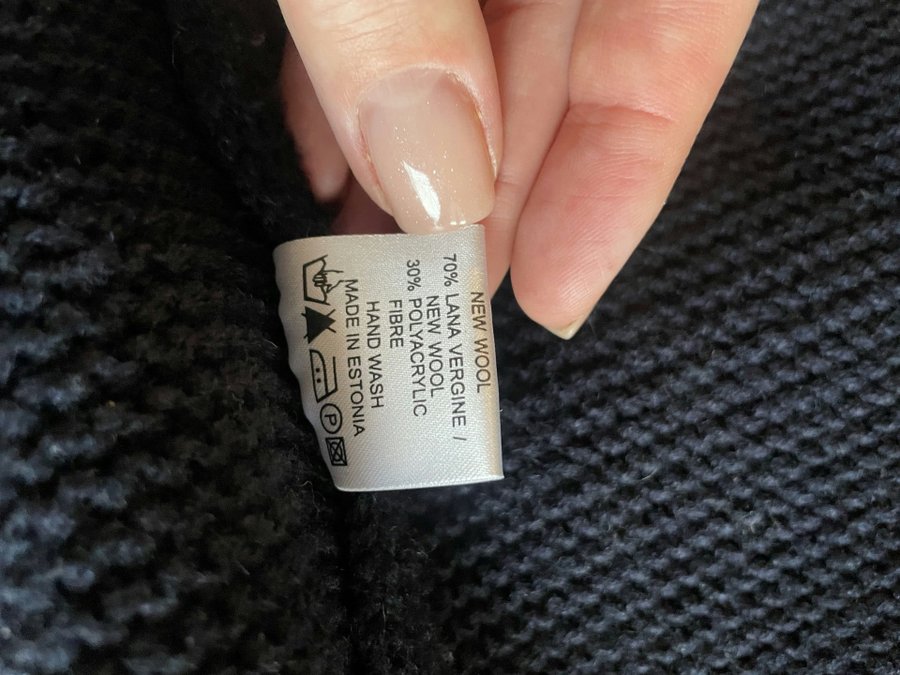 NEW WOOL
70% LANA VERGINE /
NEW WOOL
30% POLYACRYLIC
FIBRE
HAND WASH
MADE IN ESTONIA
P